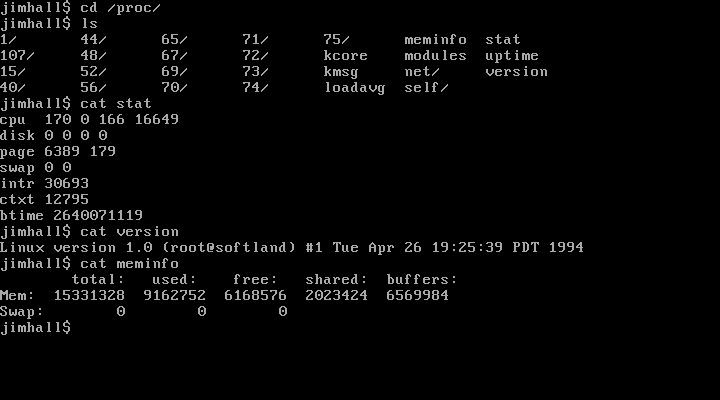 jimhall$ cd /proc/
jimhall$ ls
1/      44/     65/     71/     75/     meminfo  stat
107/    48/     67/     72/     kcore   modules  uptime
15/     52/     69/     73/     kmsg    net/     version
40/     56/     70/     74/     loadavg  self/
jimhall$ cat stat
cpu  170 0 166 16649
disk 0 0 0 0
page 6389 179
swap 0 0
intr 30693
ctxt 12795
btime 2640071119
jimhall$ cat version
Linux version 1.0 (root@softland) #1 Tue Apr 26 19:25:39 PDT 1994
jimhall$ cat meminfo
        total:   used:    free:   shared:  buffers:
Mem:  15331328  9162752  6168576  2023424  6569984
Swap:        0        0        0
jimhall$